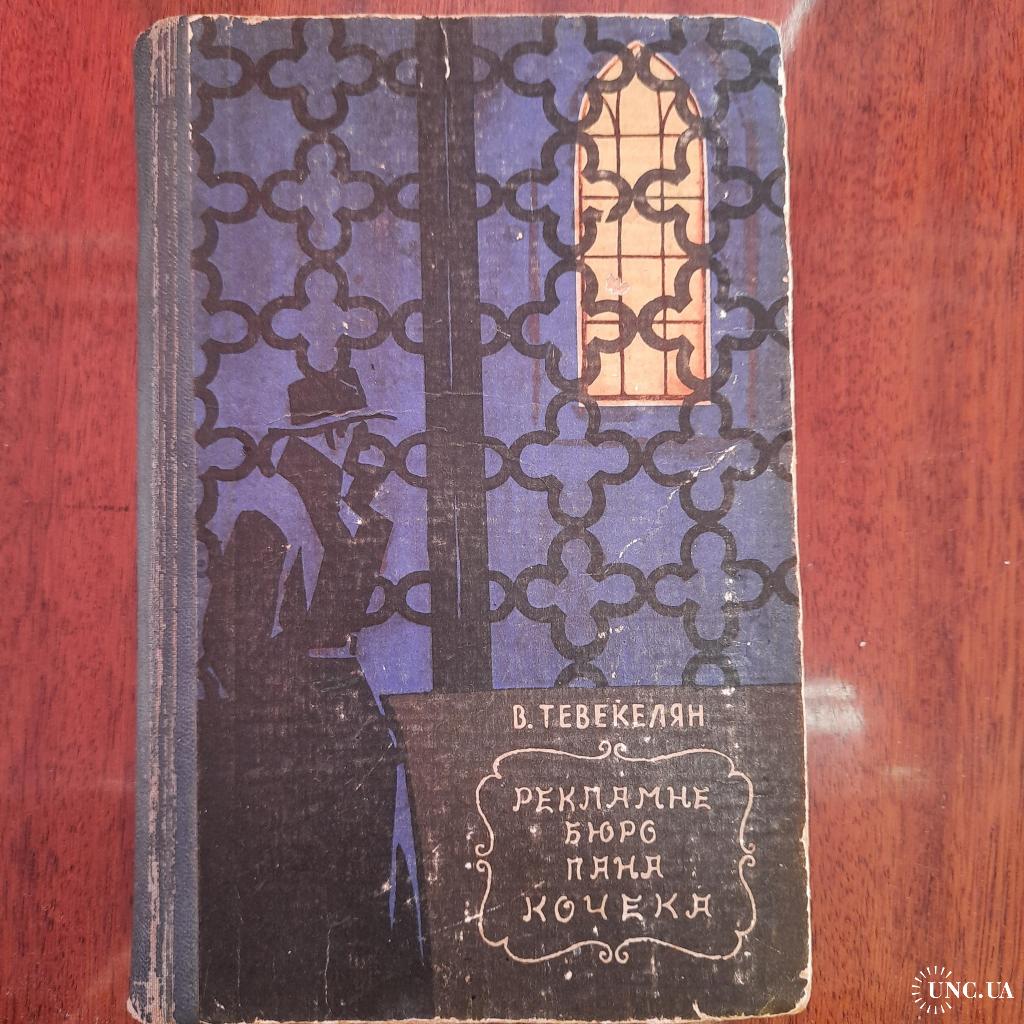 В. ТЕВЕКЕЛЯН
РЕКЛАМНЕ
БЮРО
ПАНА
КОЧЕКА
UNC.UA